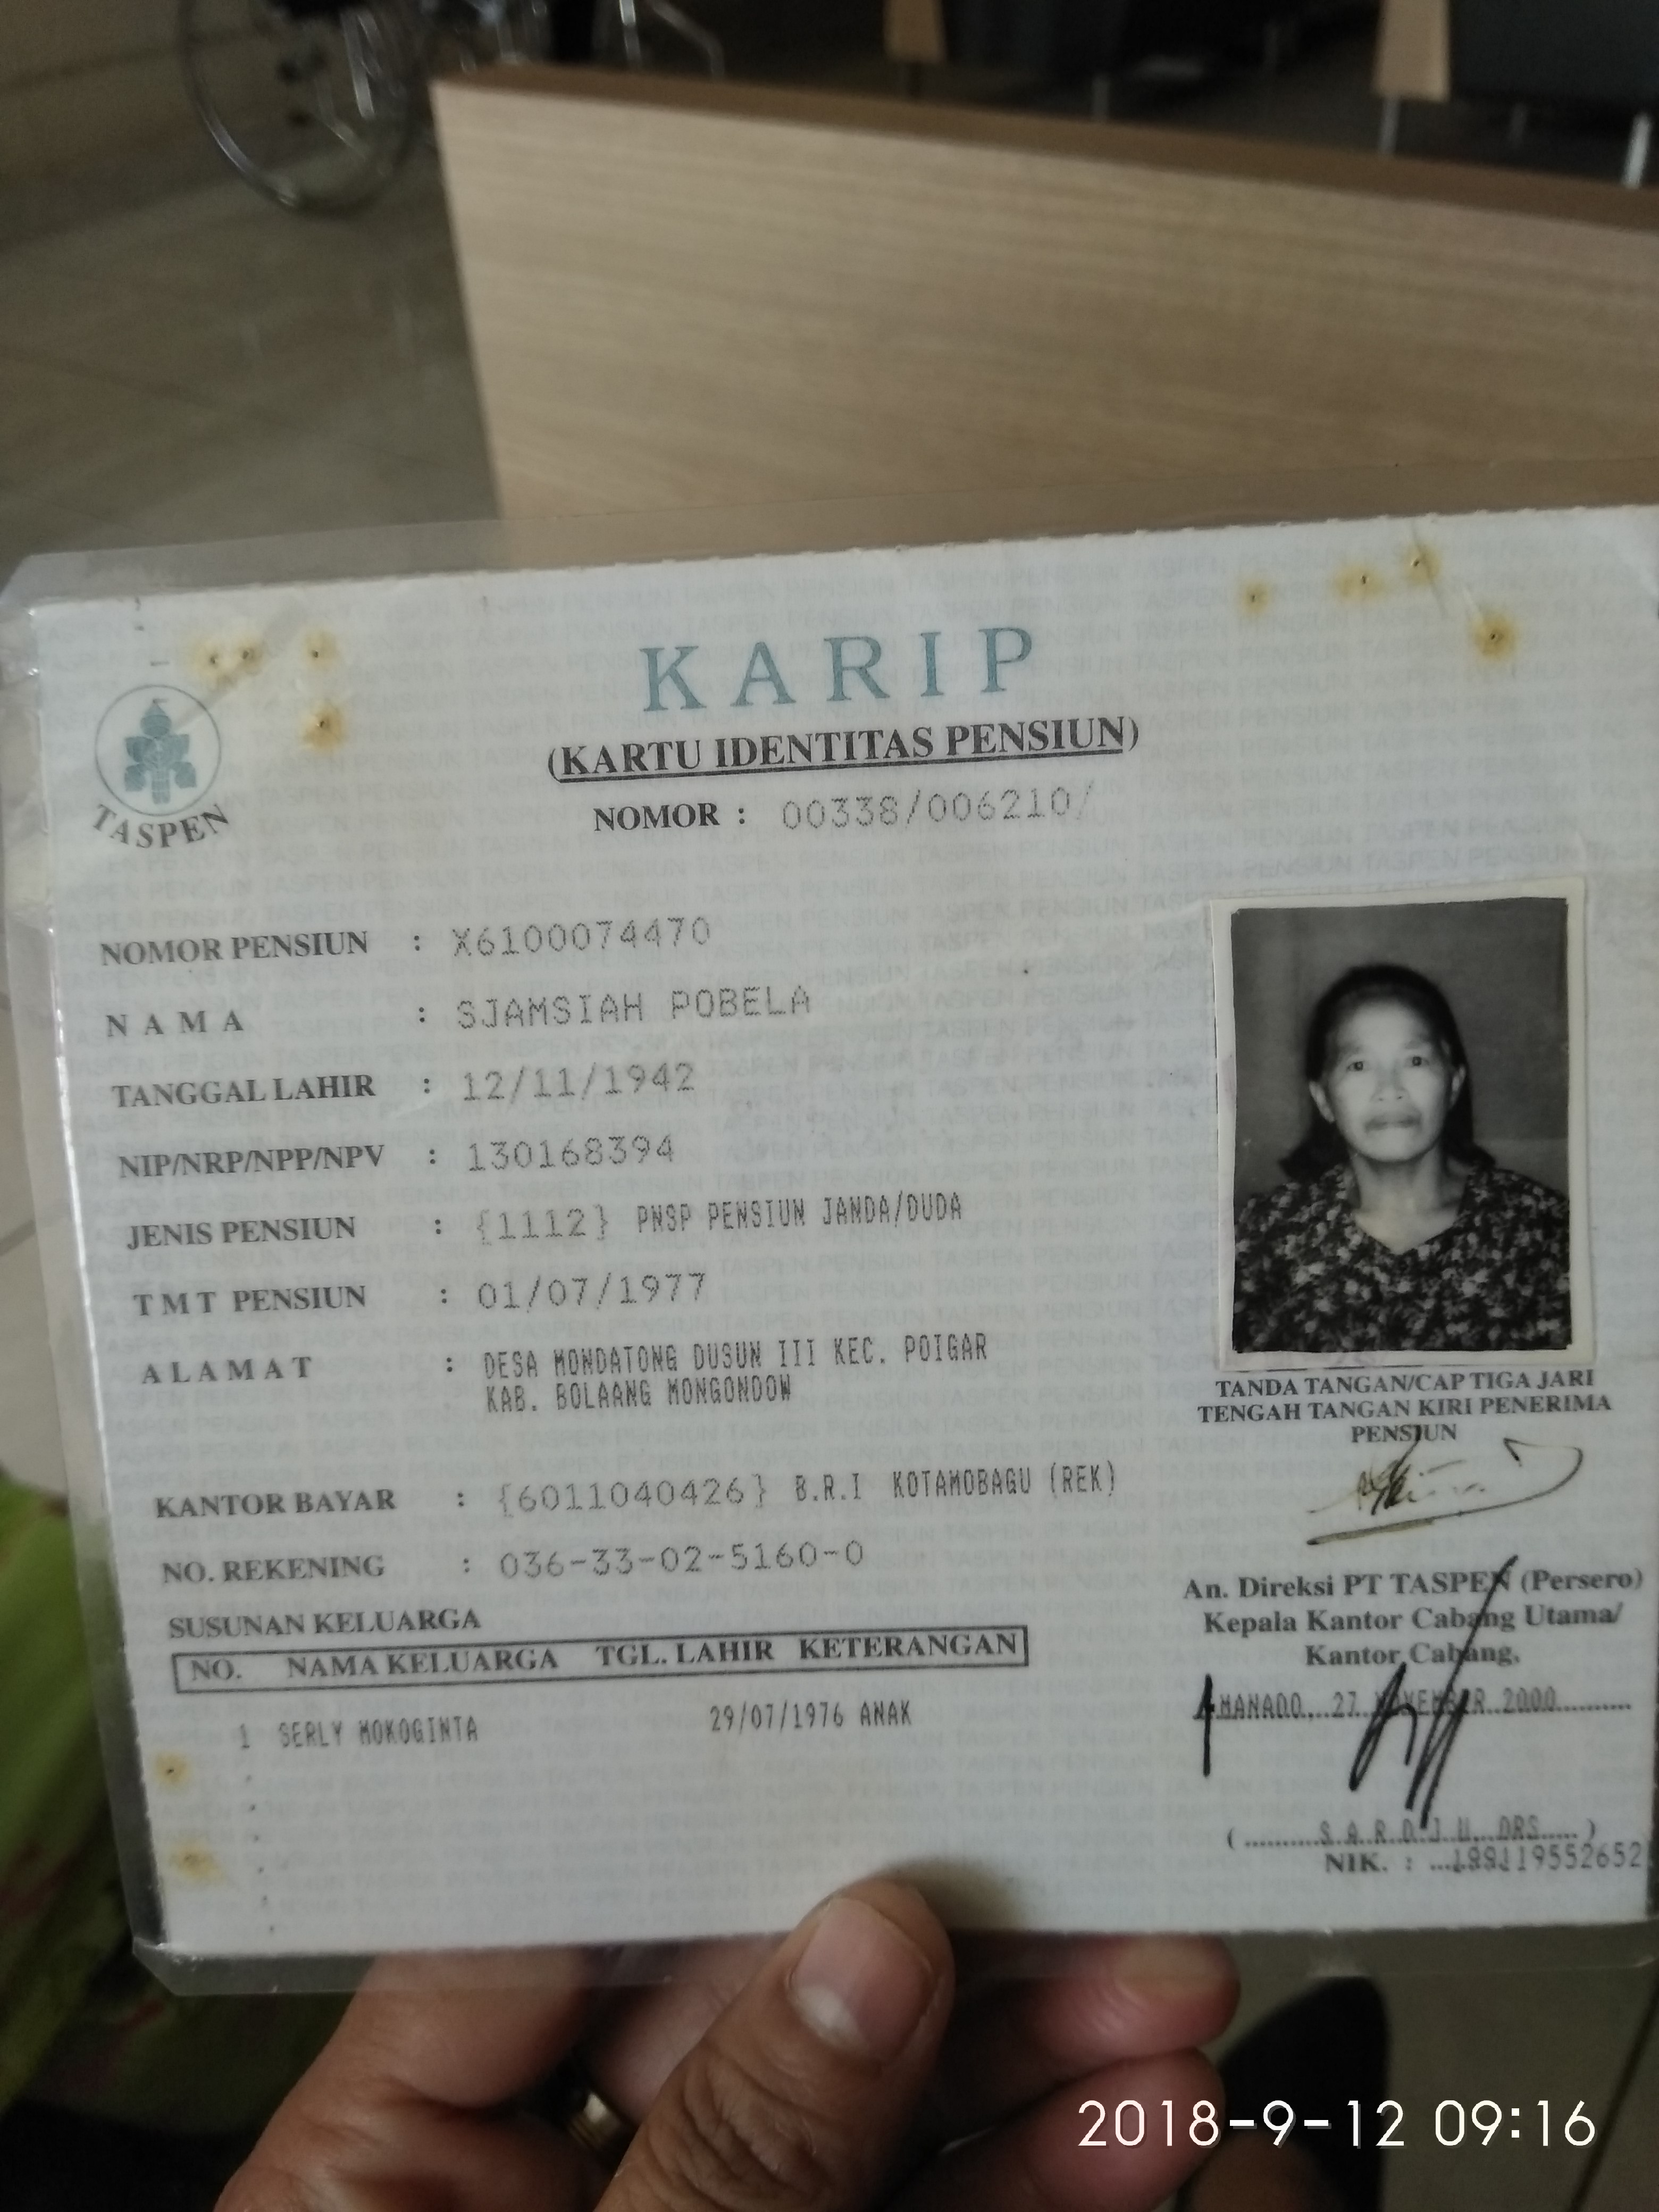 KARIP
(KARTU IDENTITAS PENSIUN)
NOMOR : 00338/006210/
TASPEN
NOMOR PENSIUN : X6100074470
NAMA : SJAMSIAH POBELA
TANGGAL LAHIR : 12/11/1942
NIP/NRP/NPP/NPV : 130168394
JENIS PENSIUN : {1112} PNSP PENSIUN JANDA/DUDA
TMT PENSIUN : 01/07/1977
ALAMAT : DESA MONDATONG DUSUN III KEC. POIGAR
KAB. BOLAANG MONGONDOW
KANTOR BAYAR : {6011040426} B.R.I KOTAMOBAGU (REK)
NO. REKENING : 036-33-02-5160-0
SUSUNAN KELUARGA
NO. NAMA KELUARGA TGL. LAHIR KETERANGAN
1 SERLY MOKOGINTA 29/07/1976 ANAK
TANDA TANGAN/CAP TIGA JARI
TENGAH TANGAN KIRI PENERIMA
PENSIUN
An. Direksi PT TASPEN (Persero)
Kepala Kantor Cabang Utama/
Kantor Cabang,
MANADO, 27 NOVEMBER 2000
( DRS )
NIK. :
2018-9-12 09:16